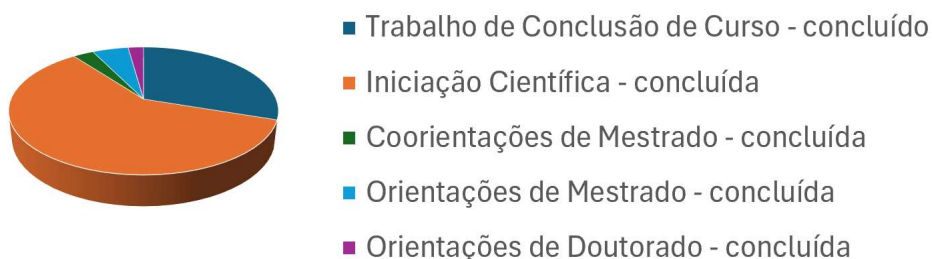 Trabalho de Conclusão de Curso - concluído
Iniciação Científica - concluída
Coorientações de Mestrado - concluída
Orientações de Mestrado - concluída
Orientações de Doutorado - concluída